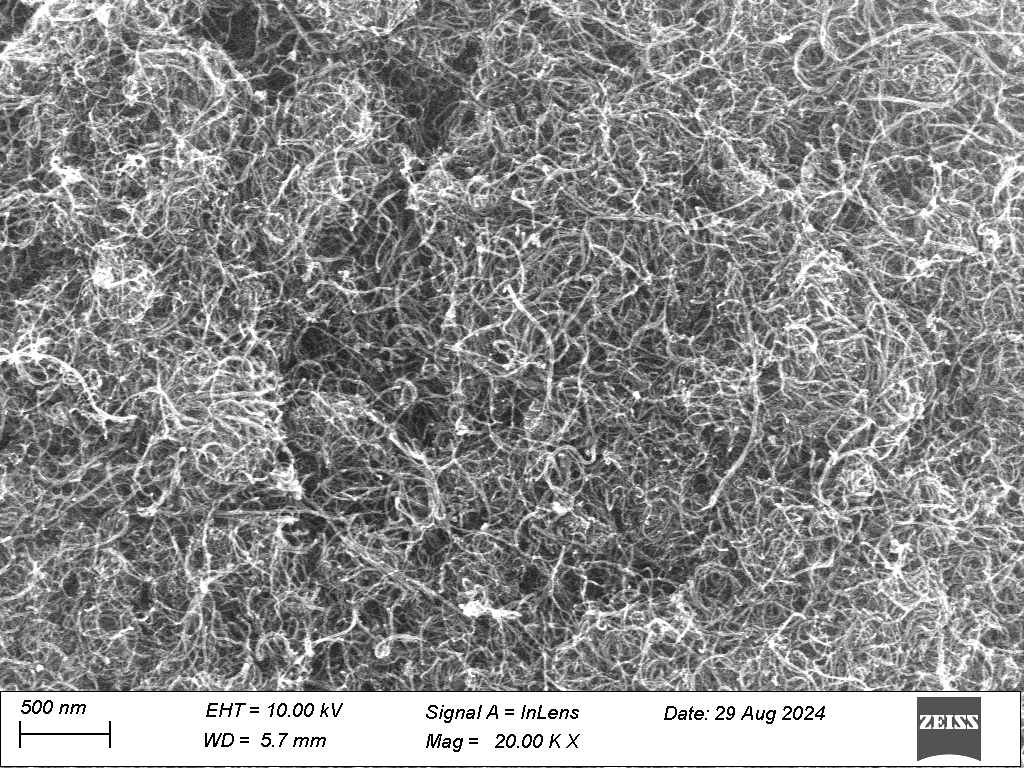 500 nm
EHT = 10.00 kV
Signal A = InLens
Date: 29 Aug 2024
ZEISS
WD = 5.7 mm
Mag = 20.00 K X